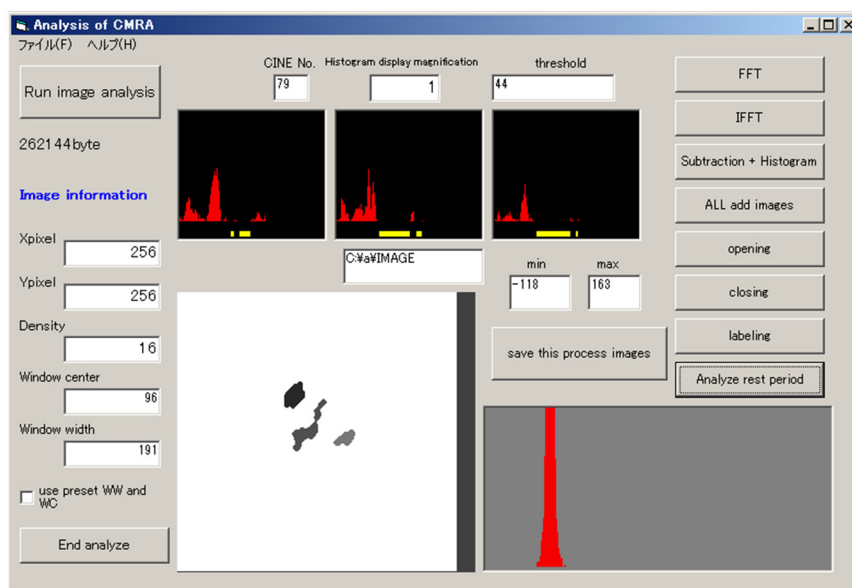 Analysis of CMRA
ファイル(F) ヘルプ(H)
Run image analysis
CINE No.
79
Histogram display magnification
1
threshold
44
FFT
IFFT
Subtraction + Histogram
ALL add images
opening
closing
labeling
Analyze rest period
262144byte
Image information
Xpixel
256
Ypixel
256
Density
16
Window center
96
Window width
191
use preset WW and
WC
End analyze
C:¥a¥IMAGE
min
-118
max
163
save this process images